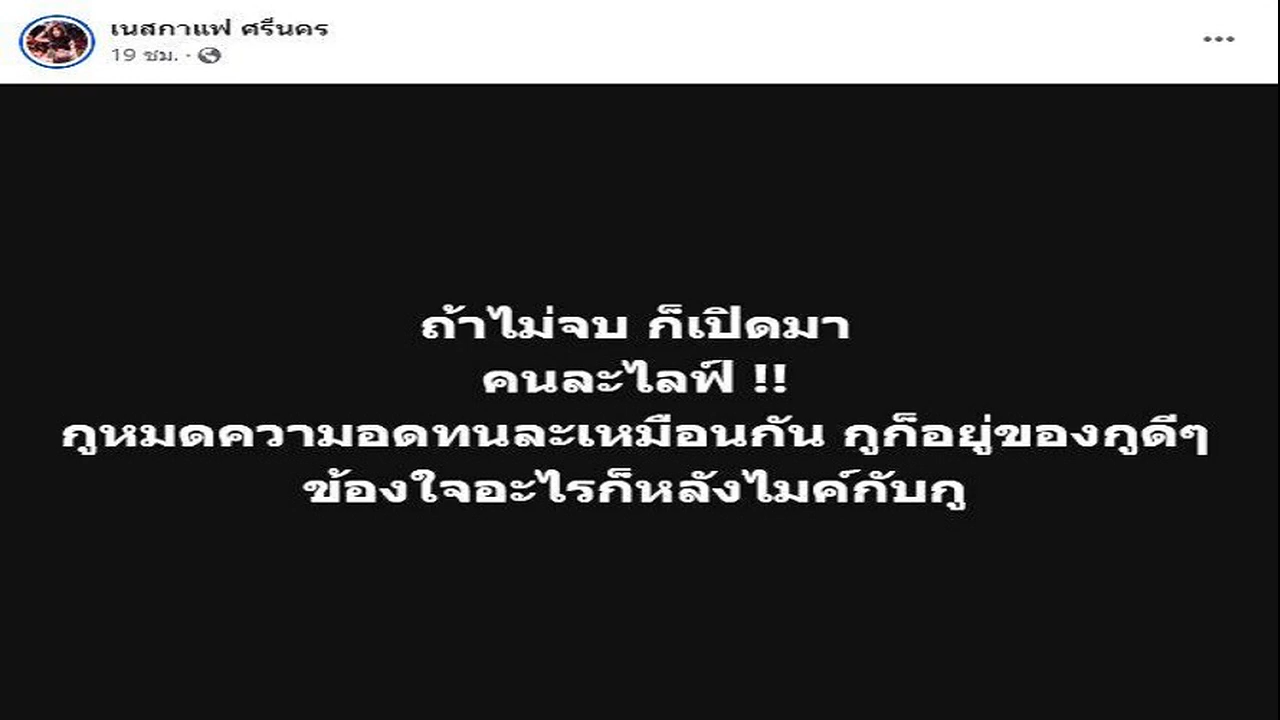 เนสกาแฟ ศรีนคร
19 ชม. ·
ถ้าไม่จบ ก็เปิดมา
คนละไลฟ์ !!
กูหมดความอดทนละเหมือนกัน กูก็อยู่ของกูดีๆ
ข้องใจอะไรก็หลังไมค์กับกู